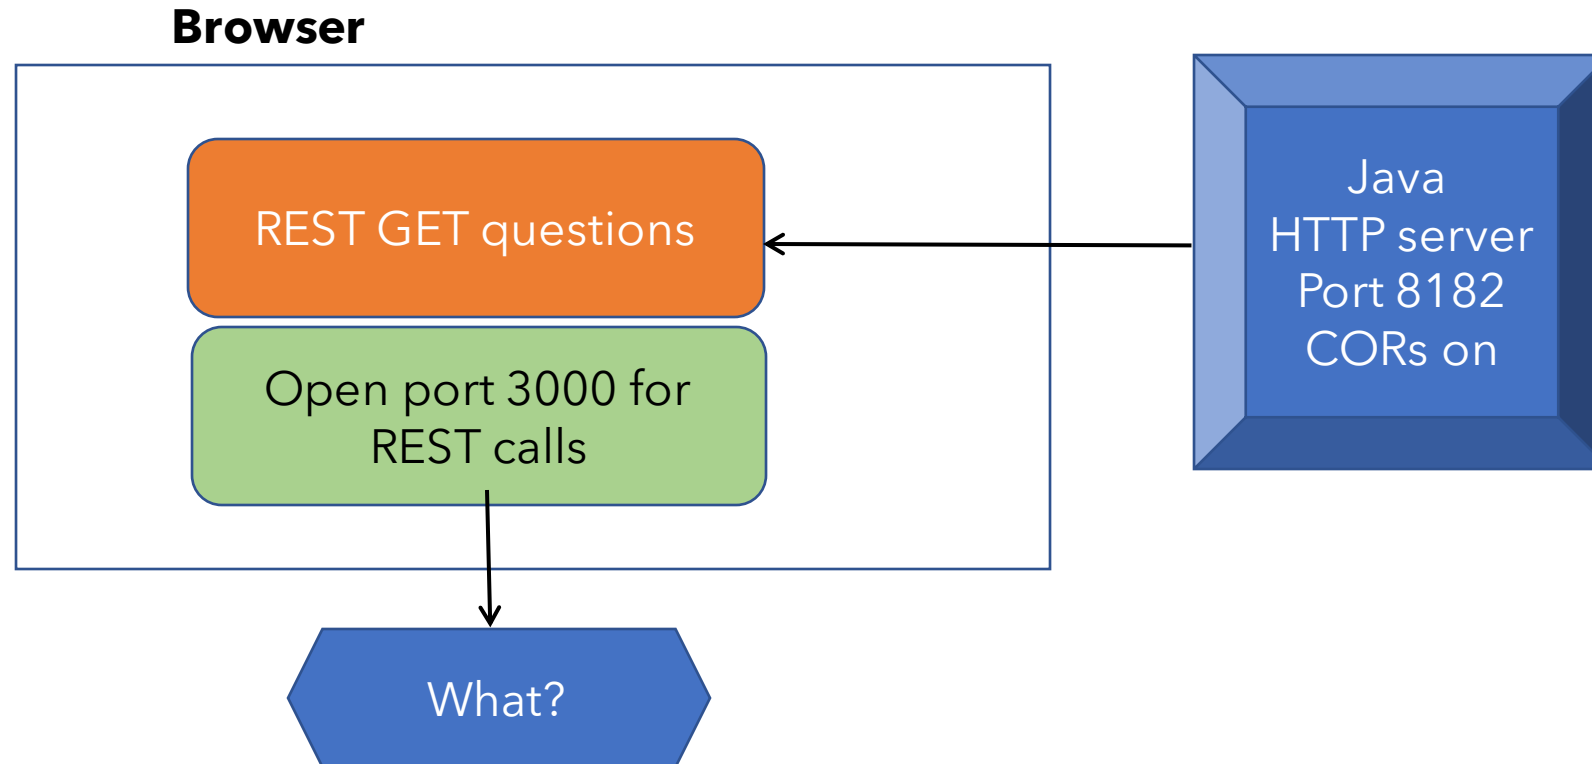 Browser
REST GET questions
Open port 3000 for
REST calls
What?
Java
HTTP server
Port 8182
CORs on